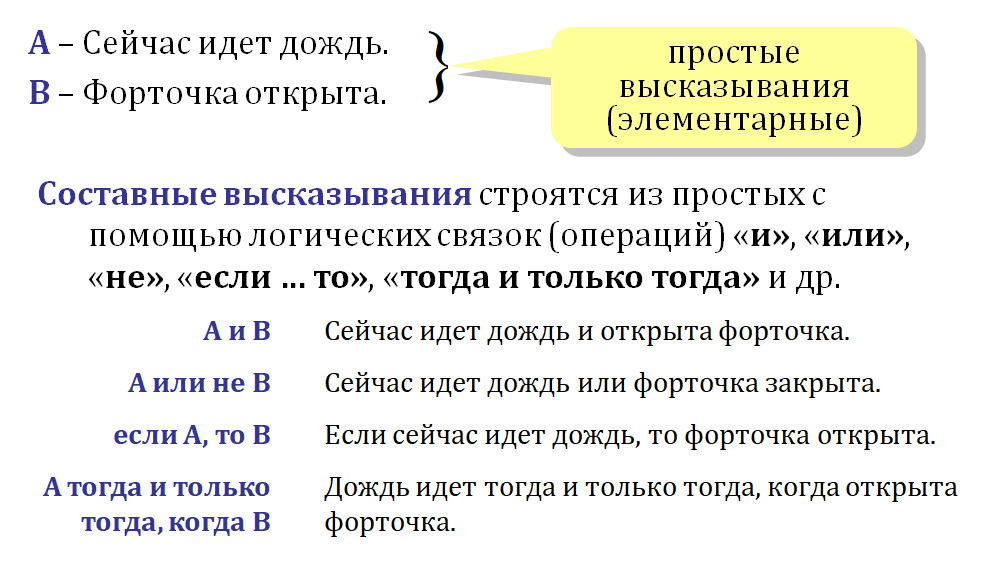 A – Сейчас идет дождь.
B – Форточка открыта.
}
простые
высказывания
(элементарные)
Составные высказывания строятся из простых с
помощью логических связок (операций) «и», «или»,
«не», «если ... то», «тогда и только тогда» и др.
A и B
Сейчас идет дождь и открыта форточка.
A или не B
Сейчас идет дождь или форточка закрыта.
если A, то B
Если сейчас идет дождь, то форточка открыта.
A тогда и только
тогда, когда B
Дождь идет тогда и только тогда, когда открыта
форточка.